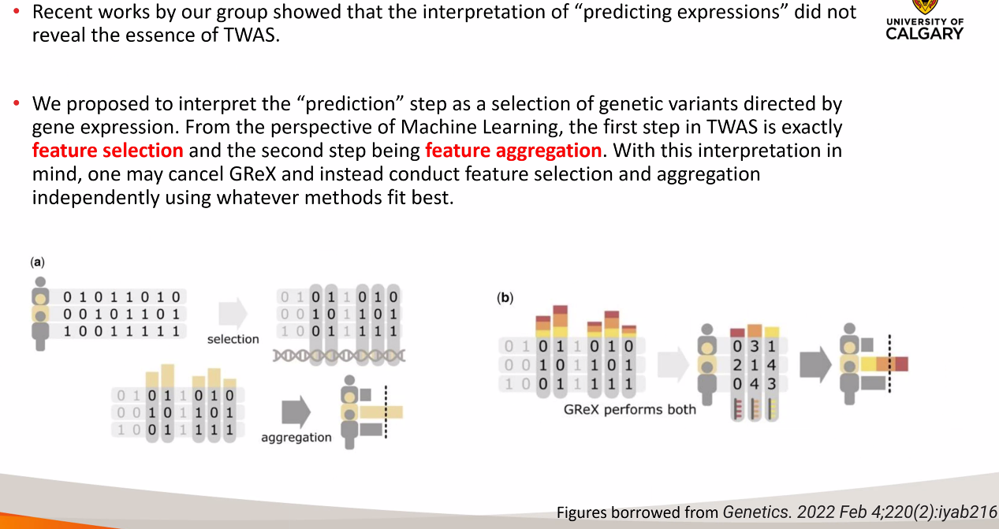 • Recent works by our group showed that the interpretation of “predicting expressions” did not
reveal the essence of TWAS.
UNIVERSITY OF
CALGARY
• We proposed to interpret the “prediction” step as a selection of genetic variants directed by
gene expression. From the perspective of Machine Learning, the first step in TWAS is exactly
feature selection and the second step being feature aggregation. With this interpretation in
mind, one may cancel GReX and instead conduct feature selection and aggregation
independently using whatever methods fit best.
(a)
0 1 0 1 1 0 1 0
0 0 1 0 1 1 0 1
1 0 0 1 1 1 1 1
selection
0 1 0 1 1 0 1 0
0 0 1 0 1 1 0 1
1 0 0 1 1 1 1 1
0 1 0 1 1 0 1 0
0 0 1 0 1 1 0 1
1 0 0 1 1 1 1 1
aggregation
(b)
0 1 0 1 1 0 1 0
0 0 1 0 1 1 0 1
1 0 0 1 1 1 1 1
GReX performs both
0 3 1
2 1 4
0 4 3
Figures borrowed from Genetics. 2022 Feb 4;220(2):iyab216